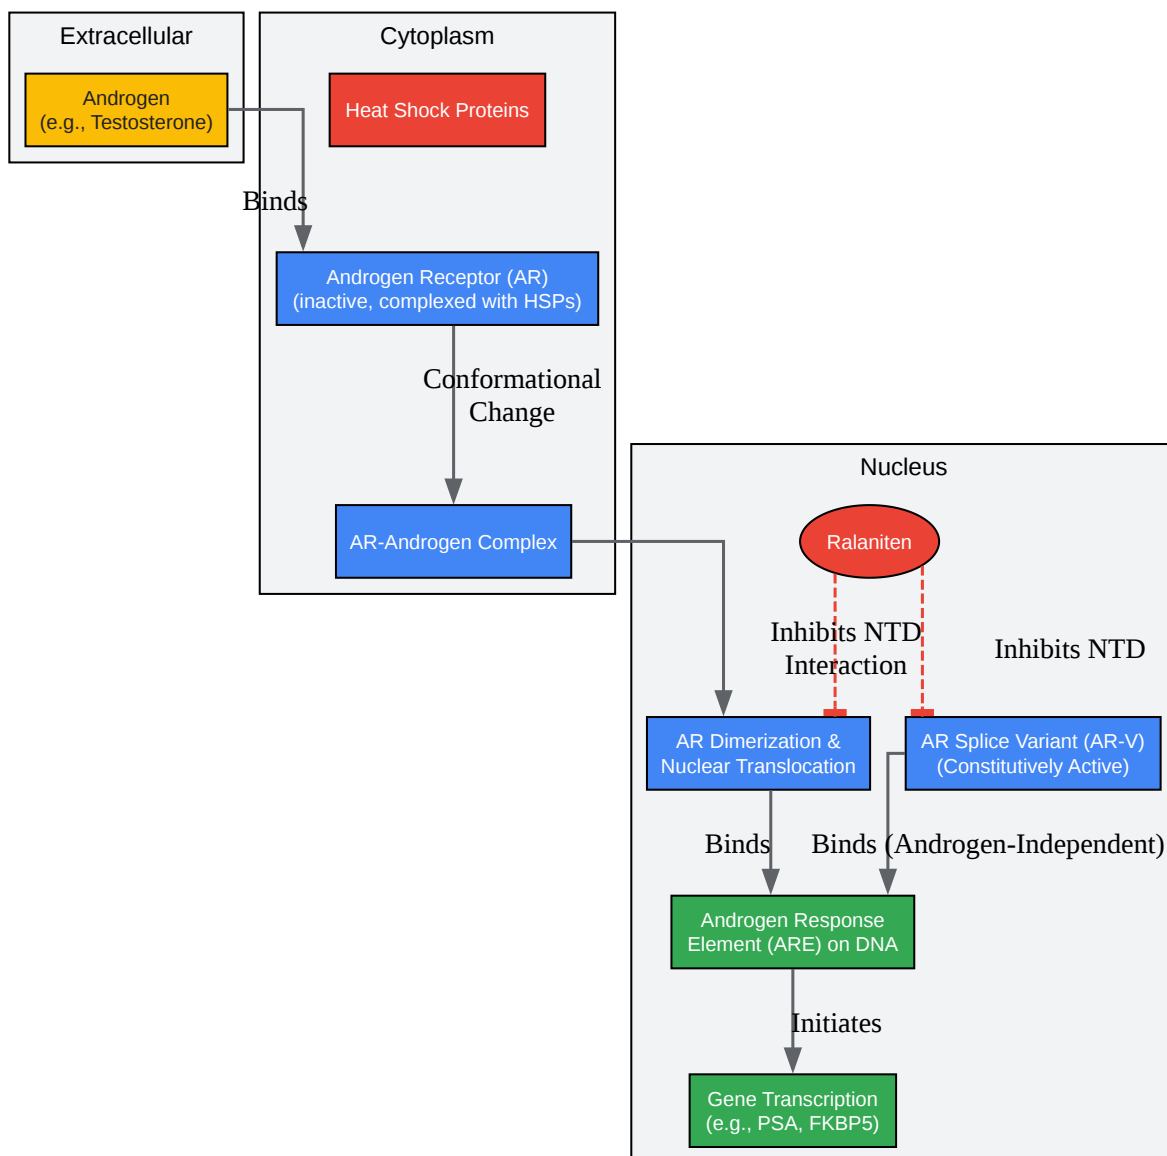 Extracellular
Cytoplasm
Androgen
(e.g., Testosterone)
Heat Shock Proteins
Binds
Androgen Receptor (AR)
(inactive, complexed with HSPs)
Conformational
Change
Nucleus
AR-Androgen Complex
Ralaniten
Inhibits NTD
Interaction
Inhibits NTD
AR Dimerization &
Nuclear Translocation
AR Splice Variant (AR-V)
(Constitutively Active)
Binds
Binds (Androgen-Independent)
Androgen Response
Element (ARE) on DNA
Initiates
Gene Transcription
(e.g., PSA, FKBP5)